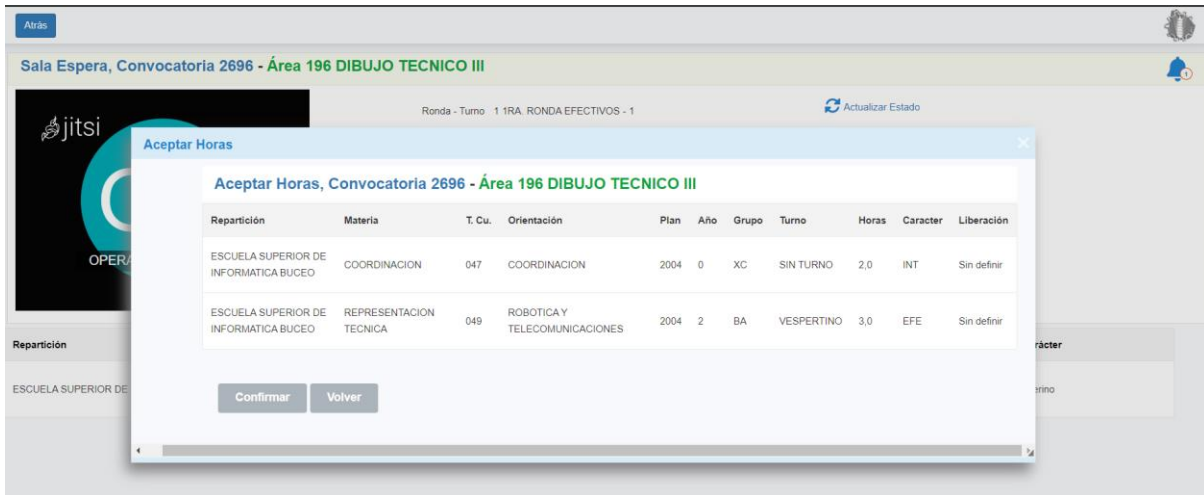 Atrás
Sala Espera, Convocatoria 2696 - Área 196 DIBUJO TECNICO III
jitsi
Ronda - Turno 1 1RA. RONDA EFECTIVOS - 1
Actualizar Estado
OPERA
Aceptar Horas
Aceptar Horas, Convocatoria 2696 - Área 196 DIBUJO TECNICO III
Repartición Materia T. Cu. Orientación Plan Año Grupo Turno Horas Caracter Liberación
ESCUELA SUPERIOR DE
INFORMATICA BUCEO COORDINACION 047 COORDINACION 2004 0 XC SIN TURNO 2,0 INT Sin definir
ESCUELA SUPERIOR DE REPRESENTACION ROBOTICA Y
INFORMATICA BUCEO TECNICA 049 TELECOMUNICACIONES 2004 2 BA VESPERTINO 3,0 EFE Sin definir
Confirmar Volver
Repartición rácter
ESCUELA SUPERIOR DE erino